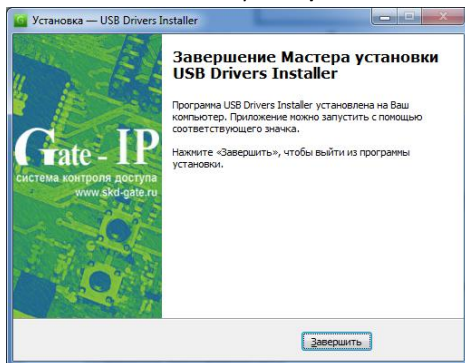 Установка — USB Drivers Installer
Завершение Мастера установки
USB Drivers Installer
Программа USB Drivers Installer установлена на Ваш
компьютер. Приложение можно запустить с помощью
соответствующего значка.
Нажмите «Завершить», чтобы выйти из программы
установки.
Gate - IP
система контроля доступа
www.skd-gate.ru
Завершить